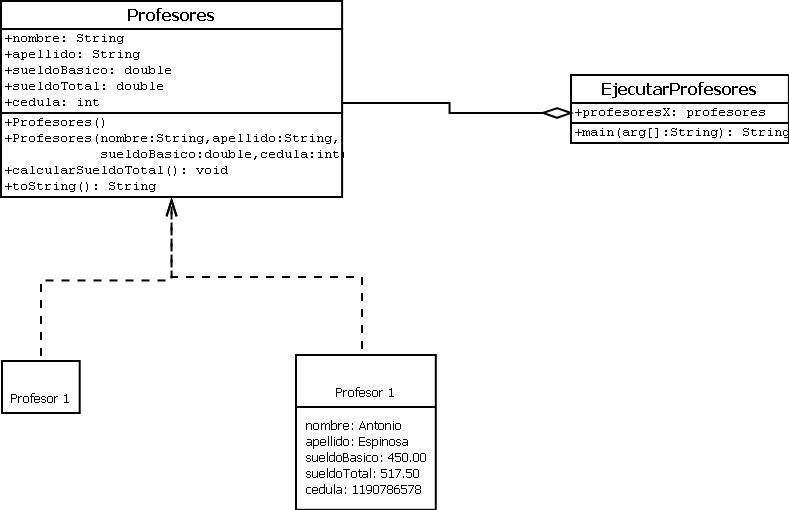 Profesores
+nombre: String
+apellido: String
+sueldoBasico: double
+sueldoTotal: double
+cedula: int
+Profesores()
+Profesores(nombre:String,apellido:String,
sueldoBasico:double,cedula:int
+calcularSueldoTotal(): void
+toString(): String
EjecutarProfesores
+profesoresX: profesores
+main(arg[]:String): String
Profesor 1
Profesor 1
nombre: Antonio
apellido: Espinosa
sueldoBasico: 450.00
sueldoTotal: 517.50
cedula: 1190786578